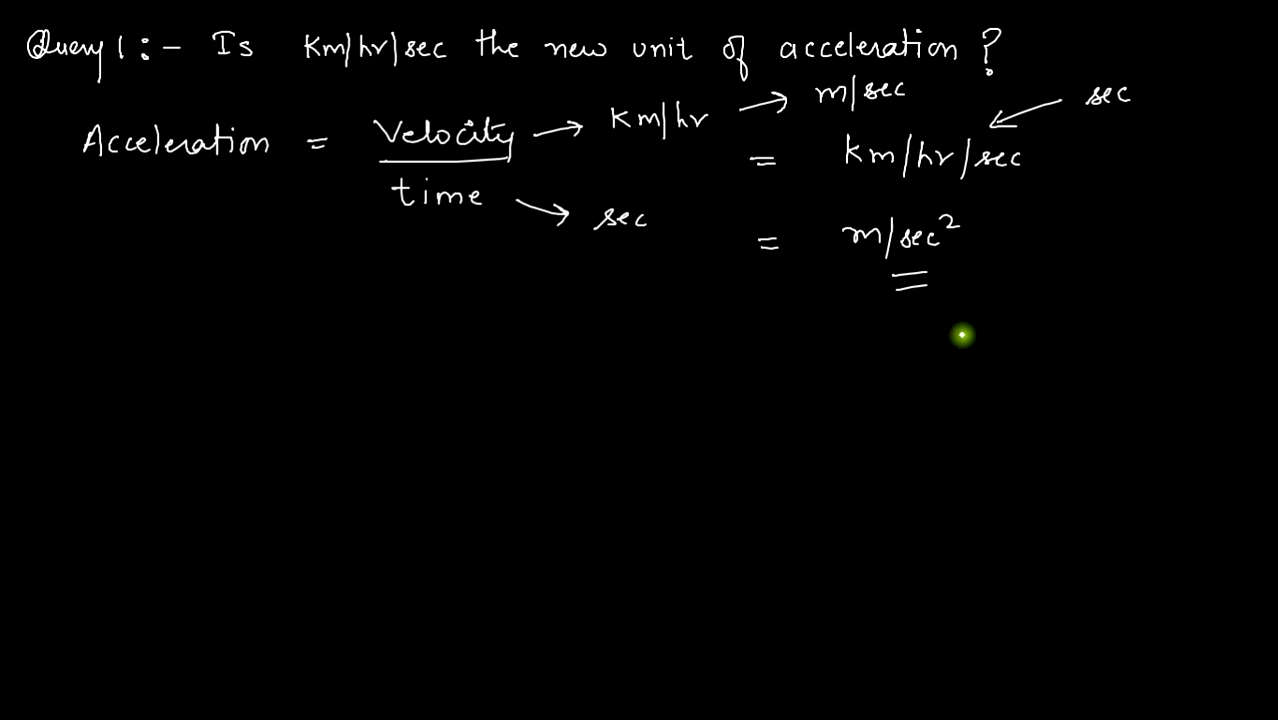 Query 1 :- Is Km/hr/sec the new unit of acceleration ?
Acceleration = Velocity / time
→ Km/hr → m/sec
→ sec
= km/hr/sec ← sec
= m/sec²